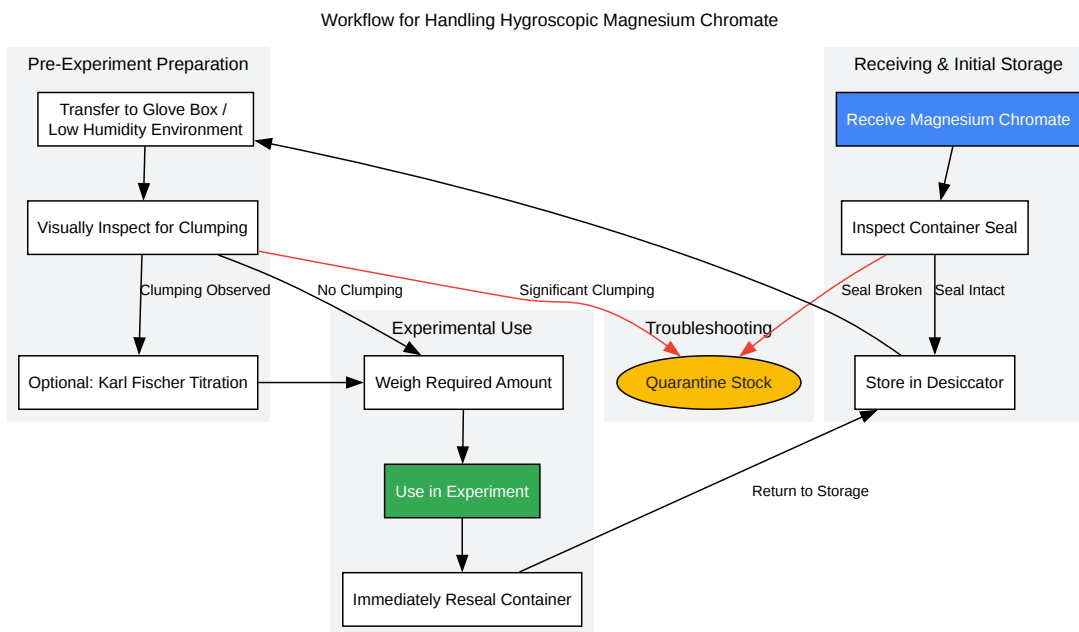 Workflow for Handling Hygroscopic Magnesium Chromate
Pre-Experiment Preparation
Receiving & Initial Storage
Transfer to Glove Box /
Low Humidity Environment
Receive Magnesium Chromate
Visually Inspect for Clumping
Inspect Container Seal
Clumping Observed
No Clumping
Significant Clumping
Seal Broken
Seal Intact
Experimental Use
Troubleshooting
Optional: Karl Fischer Titration
Weigh Required Amount
Quarantine Stock
Store in Desiccator
Use in Experiment
Return to Storage
Immediately Reseal Container